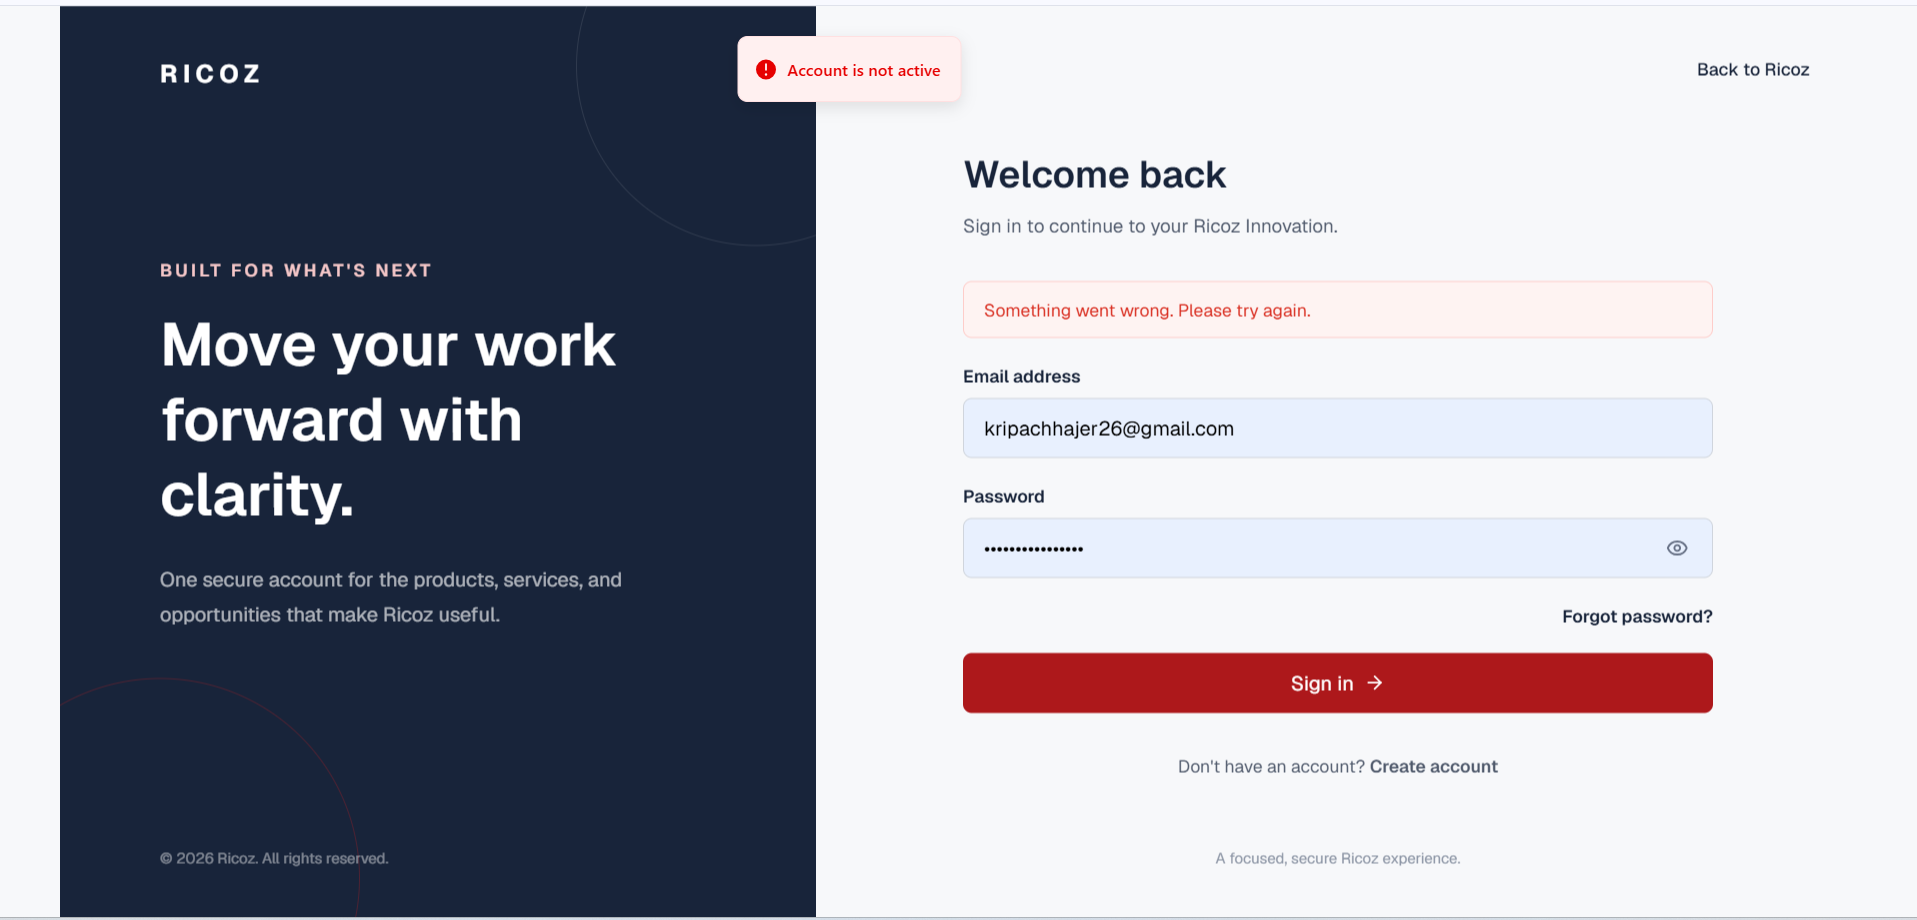 RICOZ
Account is not active
Back to Ricoz
BUILT FOR WHAT'S NEXT
Move your work
forward with
clarity.
One secure account for the products, services, and
opportunities that make Ricoz useful.
© 2026 Ricoz. All rights reserved.
Welcome back
Sign in to continue to your Ricoz Innovation.
Something went wrong. Please try again.
Email address
kripachhajer26@gmail.com
Password
••••••••••••••••
Forgot password?
Sign in →
Don't have an account? Create account
A focused, secure Ricoz experience.